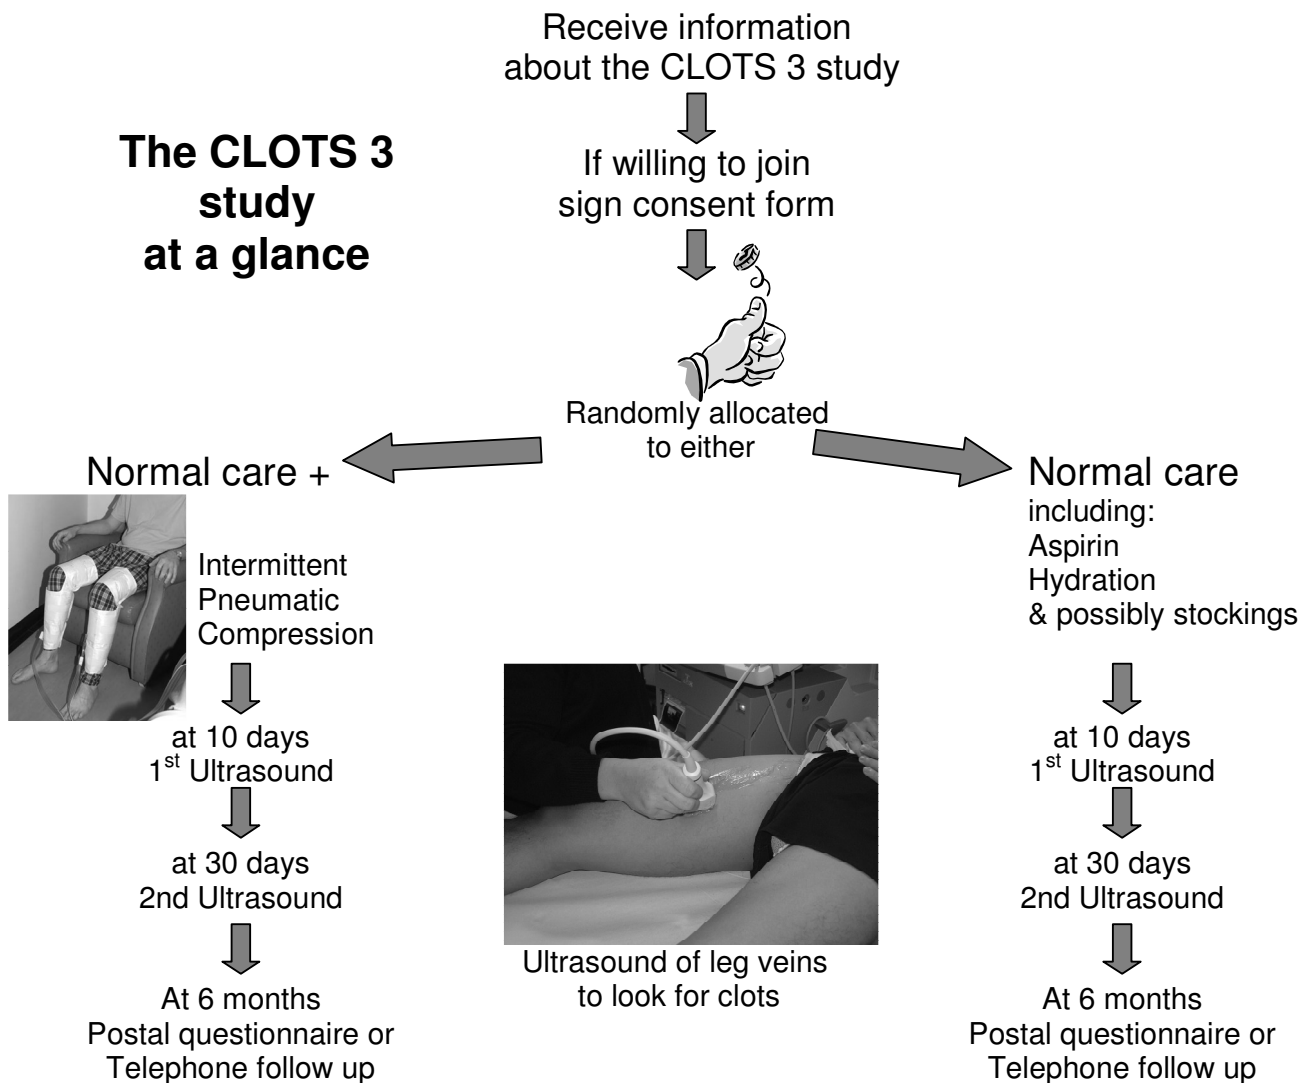 Receive information
about the CLOTS 3 study
The CLOTS 3
study
at a glance
If willing to join
sign consent form
Randomly allocated
to either
Normal care +
Intermittent
Pneumatic
Compression
at 10 days
1st Ultrasound
at 30 days
2nd Ultrasound
At 6 months
Postal questionnaire or
Telephone follow up
Ultrasound of leg veins
to look for clots
Normal care
including:
Aspirin
Hydration
& possibly stockings
at 10 days
1st Ultrasound
at 30 days
2nd Ultrasound
At 6 months
Postal questionnaire or
Telephone follow up